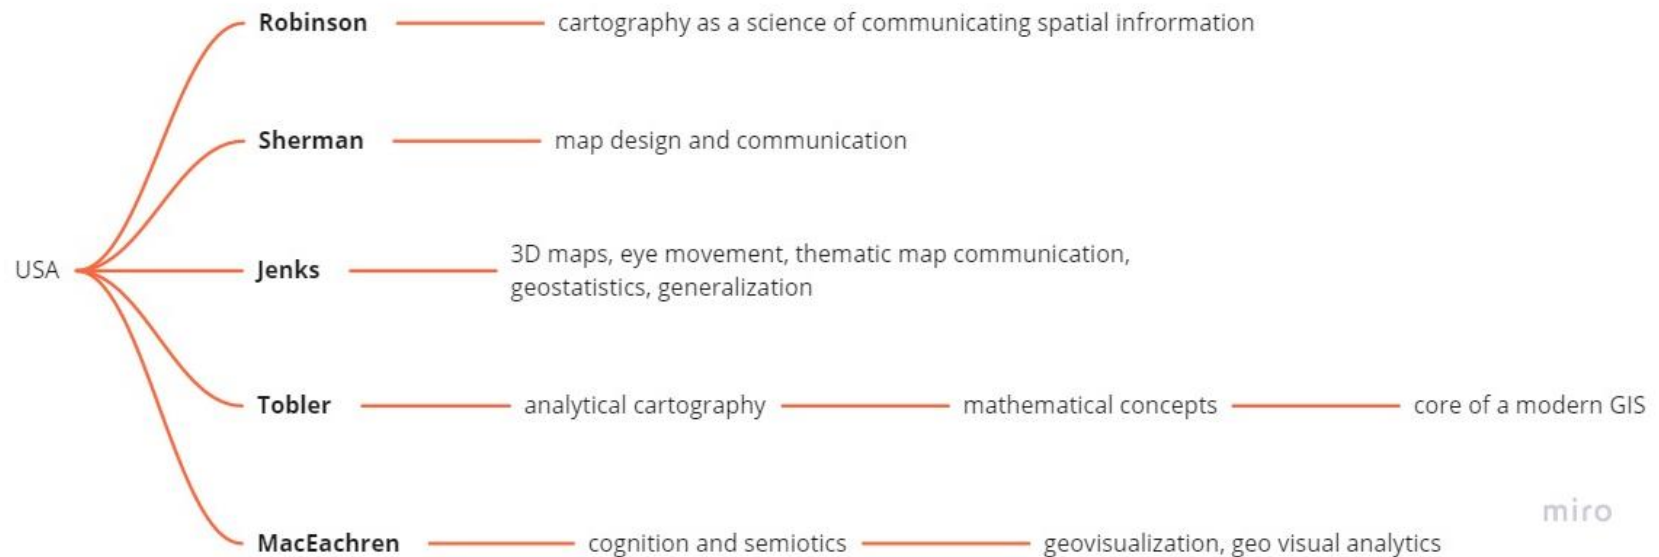 Robinson cartography as a science of communicating spatial infrormation
Sherman map design and communication
USA
Jenks
3D maps, eye movement, thematic map communication,
geostatistics, generalization
Tobler analytical cartography mathematical concepts core of a modern GIS
MacEachren cognition and semiotics geovisualization, geo visual analytics
miro